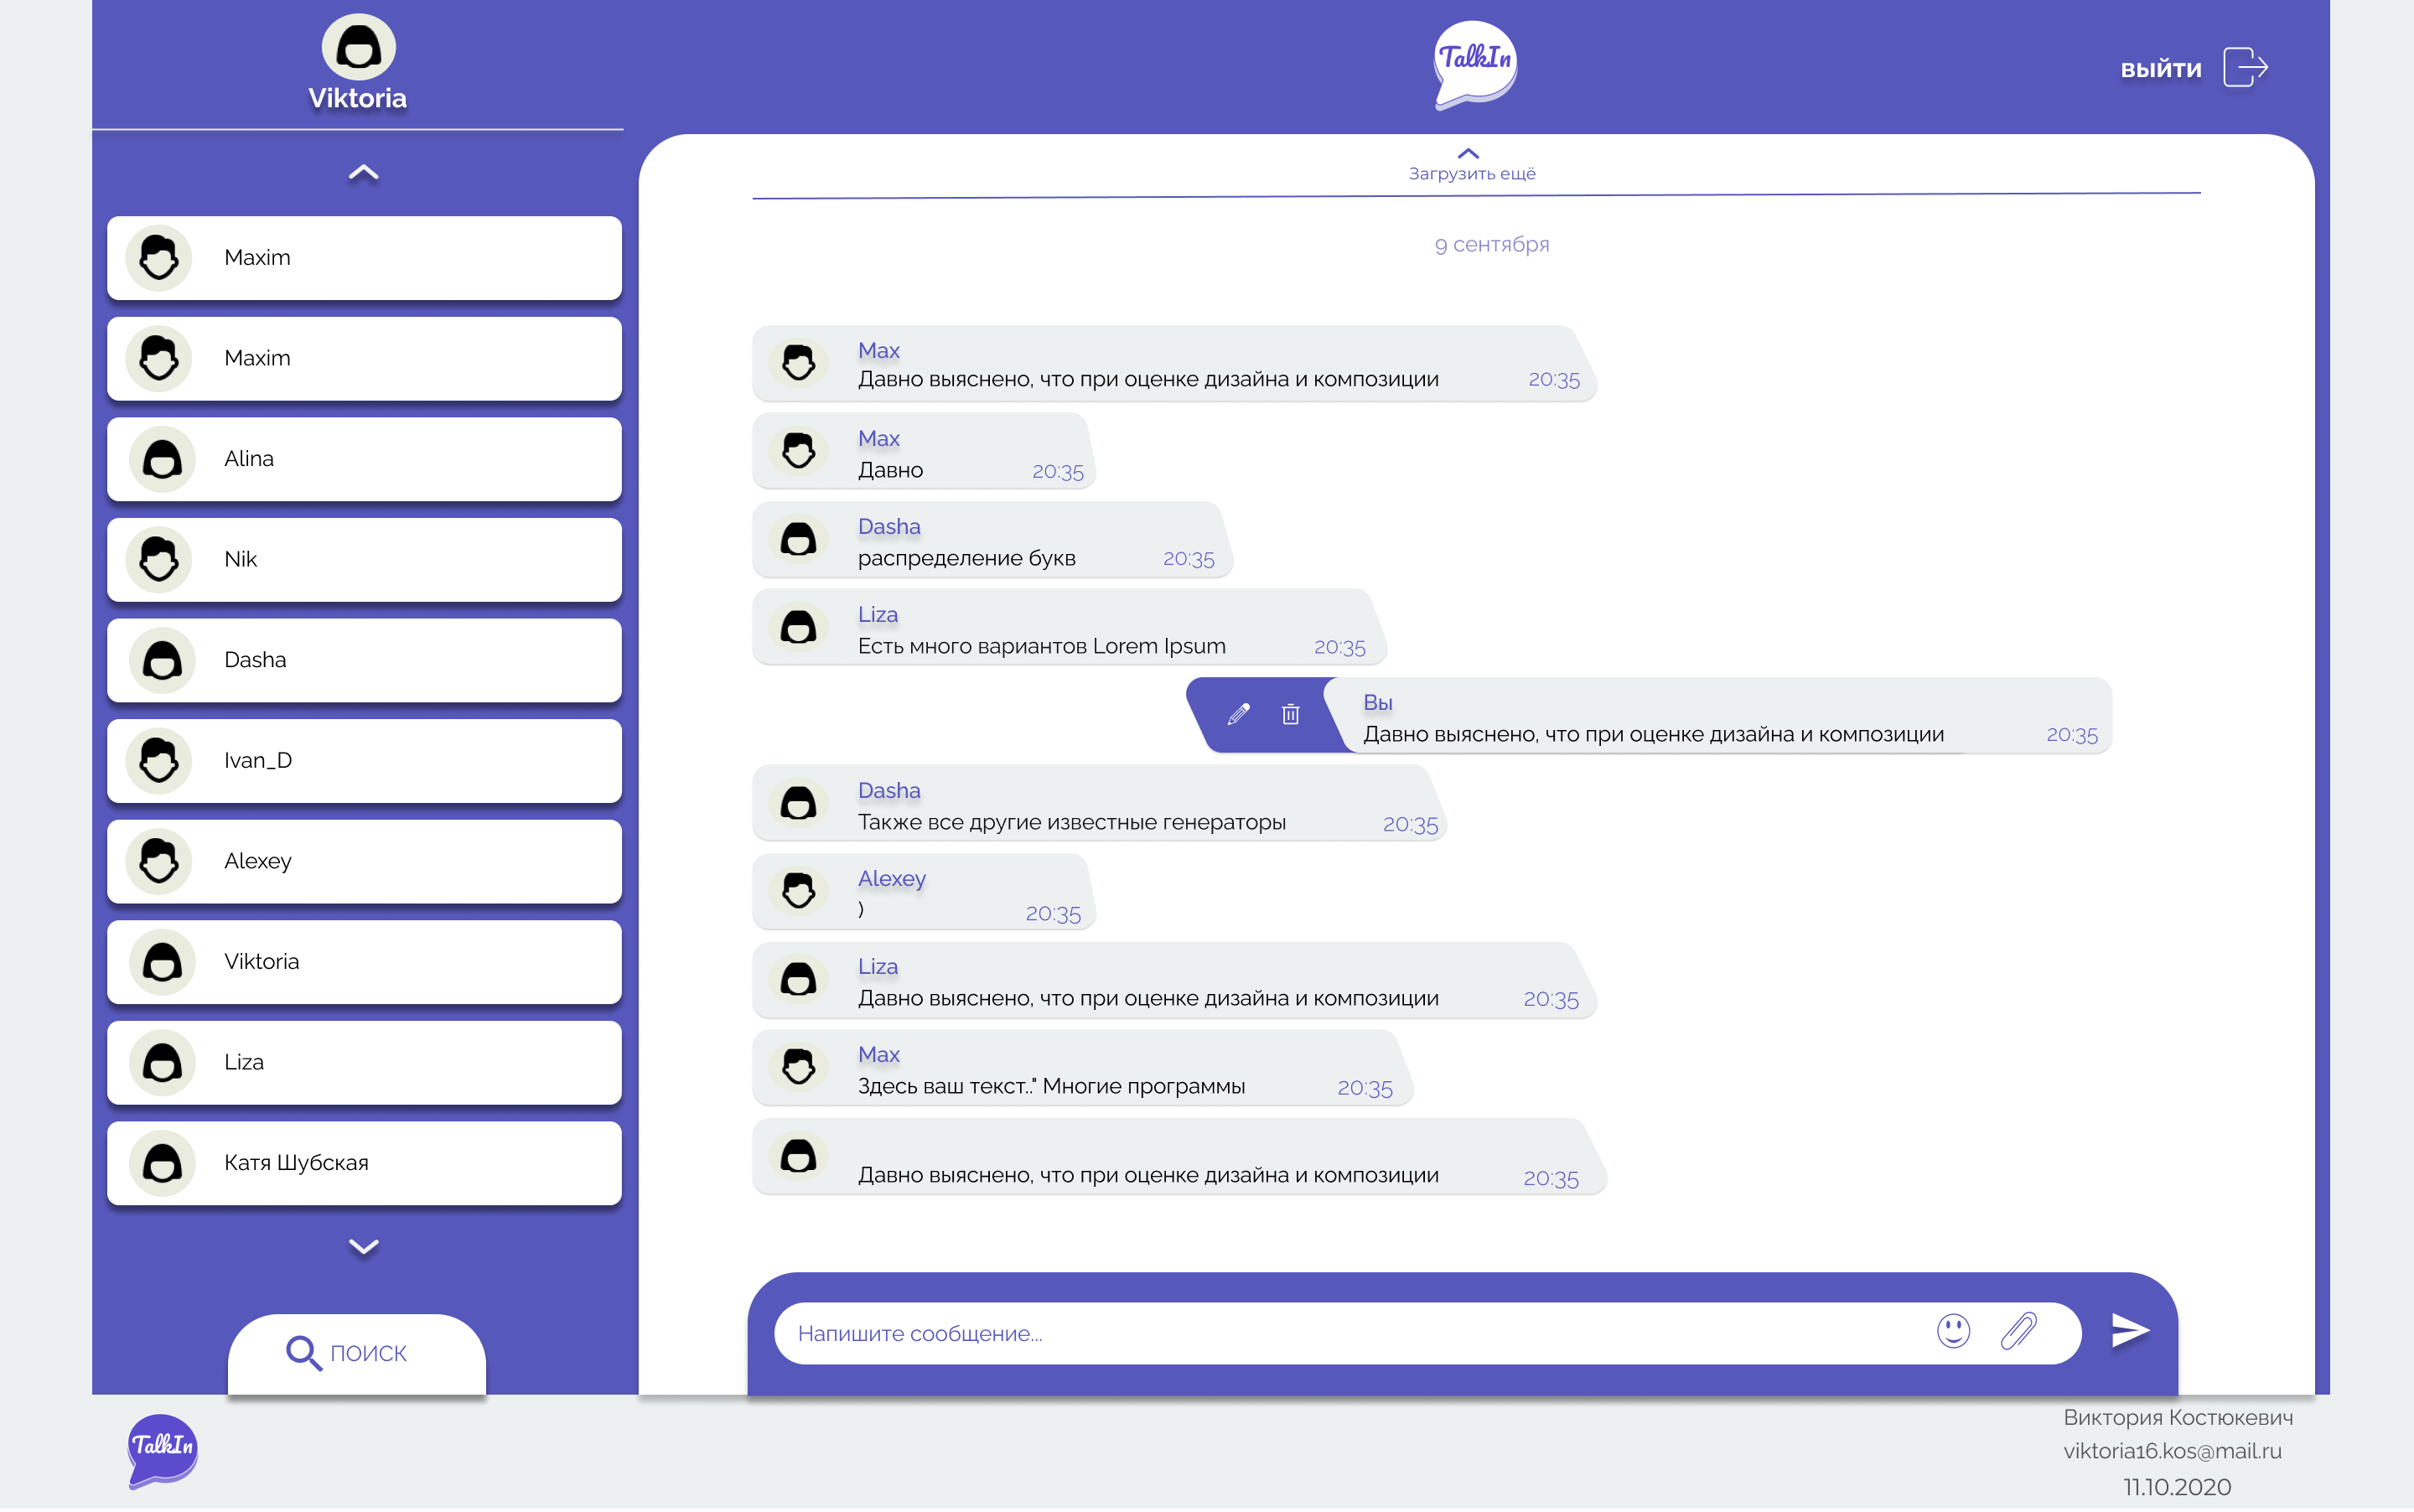 Viktoria
TalkIn
выйти
Maxim
Maxim
Alina
Nik
Dasha
Ivan_D
Alexey
Viktoria
Liza
Катя Шубская
ПОИСК
Загрузить ещё
9 сентября
Max
Давно выяснено, что при оценке дизайна и композиции 20:35
Max
Давно 20:35
Dasha
распределение букв 20:35
Liza
Есть много вариантов Lorem Ipsum 20:35
Вы
Давно выяснено, что при оценке дизайна и композиции 20:35
Dasha
Также все другие известные генераторы 20:35
Alexey
) 20:35
Liza
Давно выяснено, что при оценке дизайна и композиции 20:35
Max
Здесь ваш текст.." Многие программы 20:35
Давно выяснено, что при оценке дизайна и композиции 20:35
Напишите сообщение...
TalkIn
Виктория Костюкевич
viktoria16.kos@mail.ru
11.10.2020